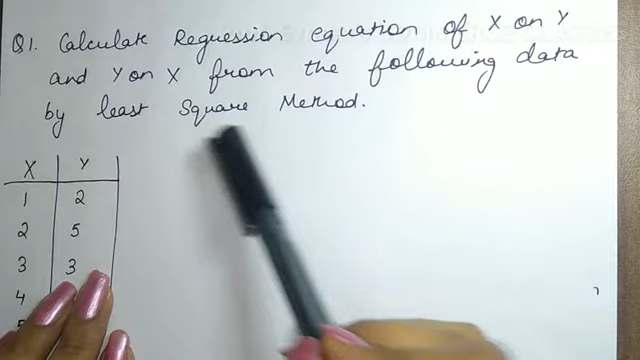 Q1. Calculate Regression equation of X on Y
and Y on X from the following data
by least Square Method.
X Y
1 2
2 5
3 3
4